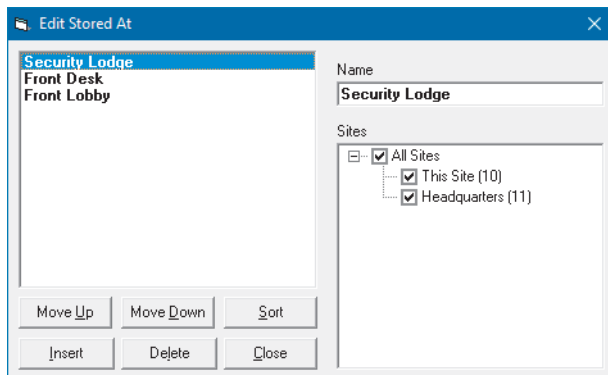 Edit Stored At
Security Lodge
Front Desk
Front Lobby
Name
Security Lodge
Sites
All Sites
This Site (10)
Headquarters (11)
Move Up
Move Down
Sort
Insert
Delete
Close